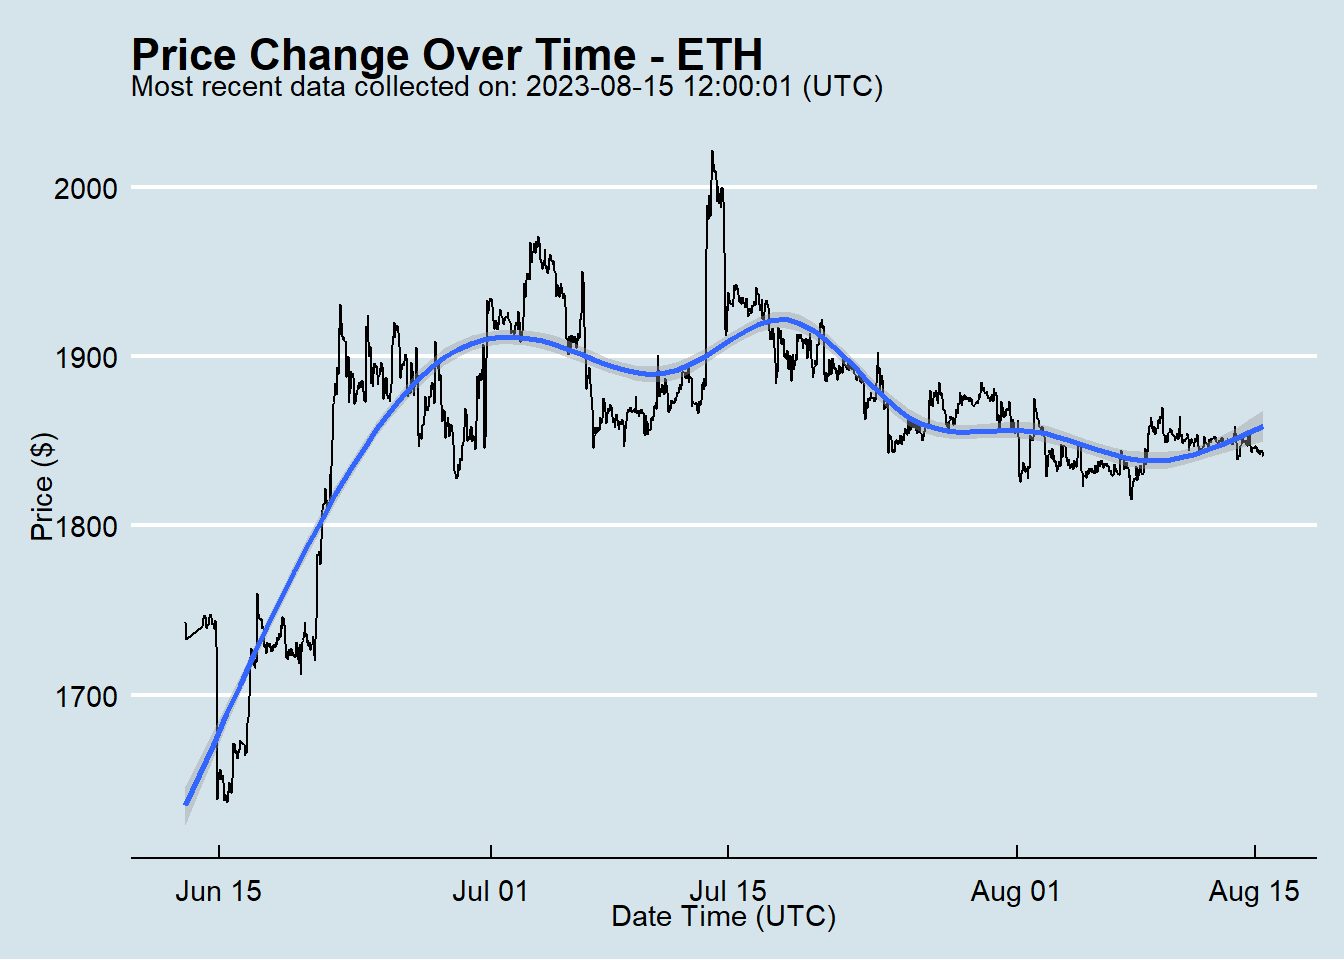 Price Change Over Time - ETH
Most recent data collected on: 2023-08-15 12:00:01 (UTC)
2000
1900
1800
1700
Price ($)
Jun 15 Jul 01 Jul 15 Aug 01 Aug 15
Date Time (UTC)